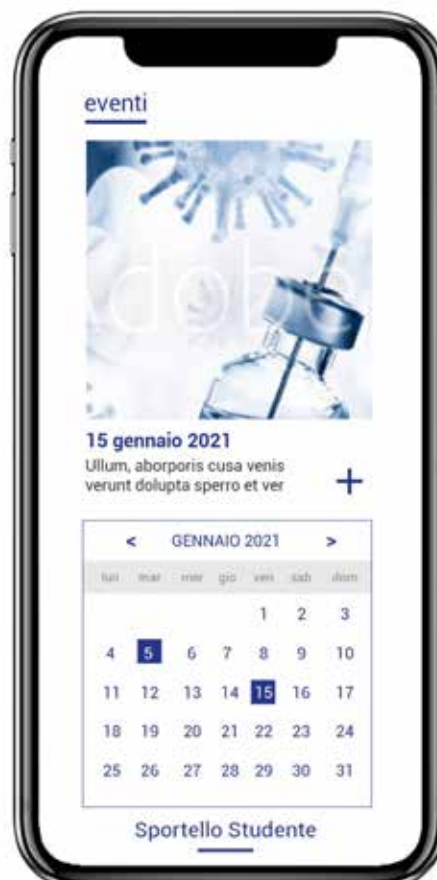 eventi
Adobe
15 gennaio 2021
Ullum, aborporis cusa venis
verunt dolupta sperro et ver
+
< GENNAIO 2021 >
lun mar mer gio ven sab dom
1 2 3
4 5 6 7 8 9 10
11 12 13 14 15 16 17
18 19 20 21 22 23 24
25 26 27 28 29 30 31
Sportello Studente